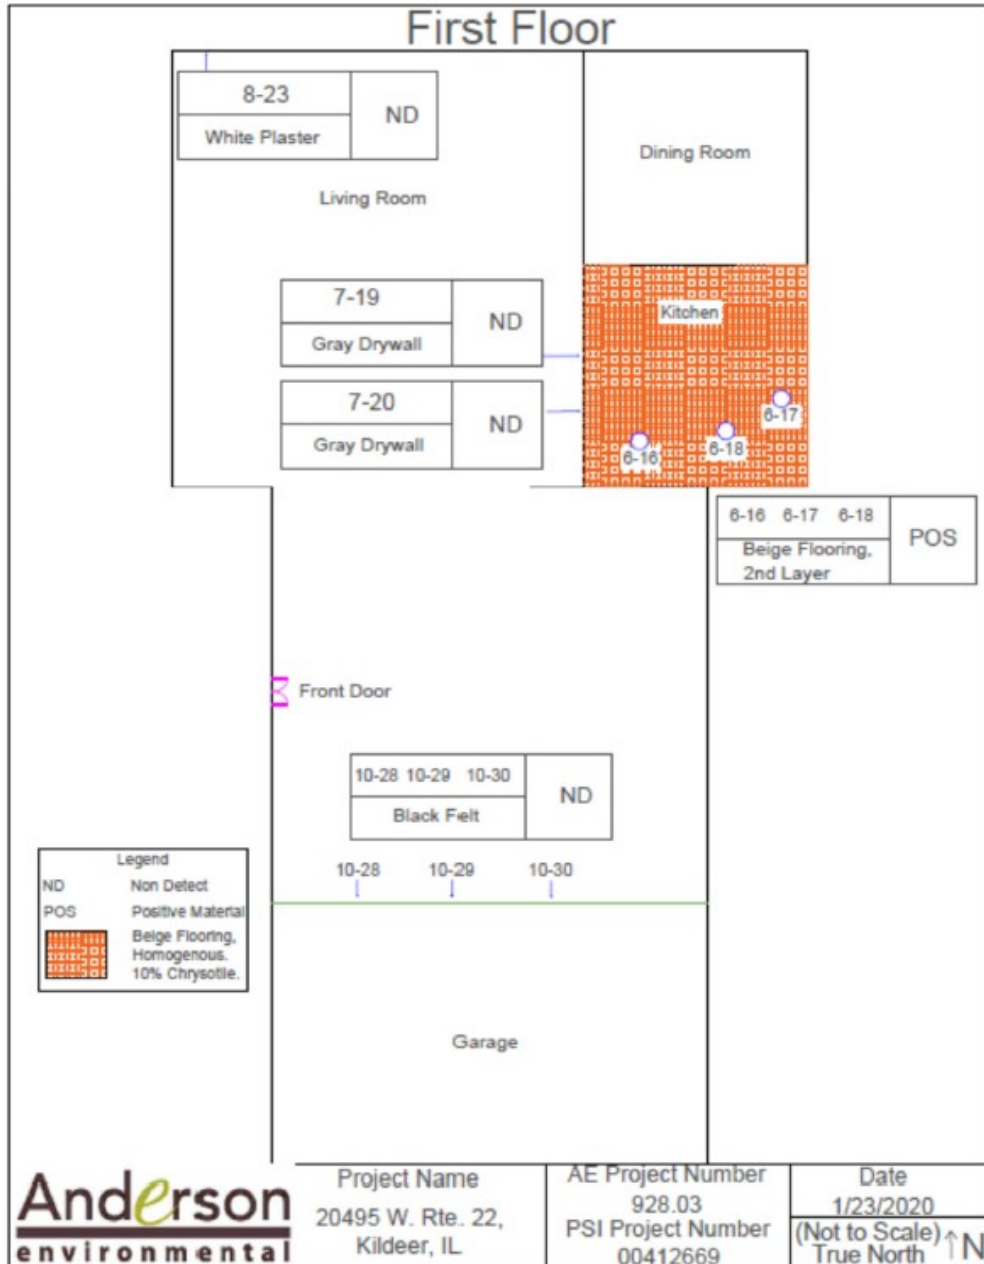 First Floor
8-23
ND
White Plaster
Dining Room
Living Room
7-19
ND
Gray Drywall
Kitchen
7-20
ND
Gray Drywall
6-17
6-18
6-16
6-16 6-17 6-18
POS
Beige Flooring,
2nd Layer
Front Door
10-28 10-29 10-30
ND
Black Felt
10-28 10-29 10-30
Legend
ND Non Detect
POS Positive Material
Beige Flooring,
Homogenous.
10% Chrysotile.
Garage
Anderson
environmental
Project Name
20495 W. Rte. 22,
Kildeer, IL
AE Project Number
928.03
PSI Project Number
00412669
Date
1/23/2020
(Not to Scale)
True North ↑N